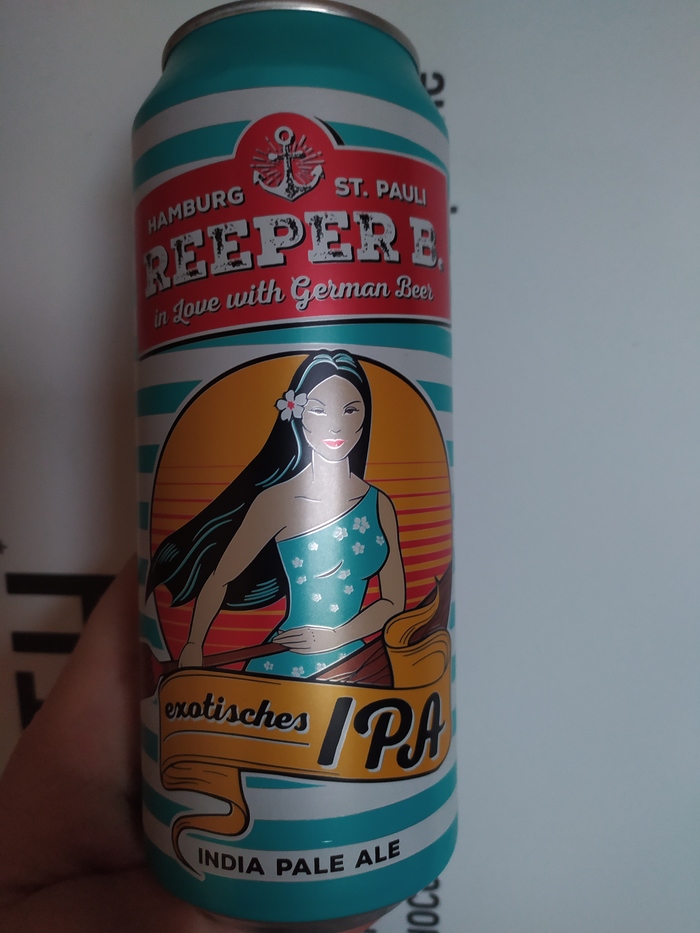 HAMBURG ST. PAULI
REEPER B.
in Love with German Beer
exotisches IPA
INDIA PALE ALE